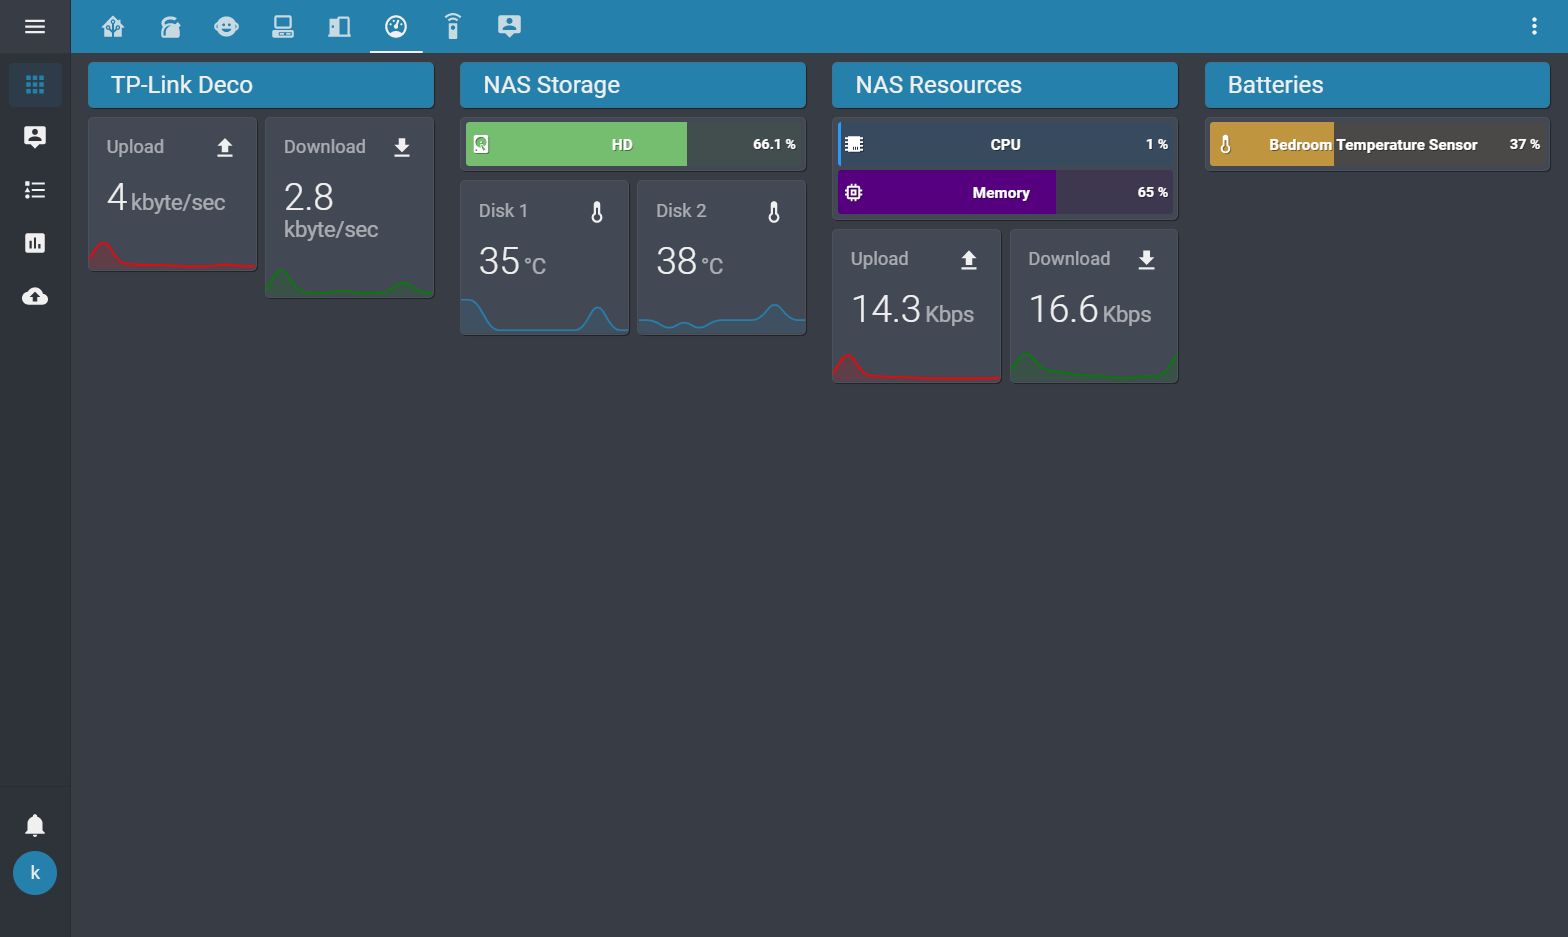 TP-Link Deco
Upload
4 kbyte/sec
Download
2.8
kbyte/sec
NAS Storage
HD 66.1 %
Disk 1
35 °C
Disk 2
38 °C
NAS Resources
CPU 1 %
Memory 65 %
Upload
14.3 Kbps
Download
16.6 Kbps
Batteries
Bedroom Temperature Sensor 37 %
k